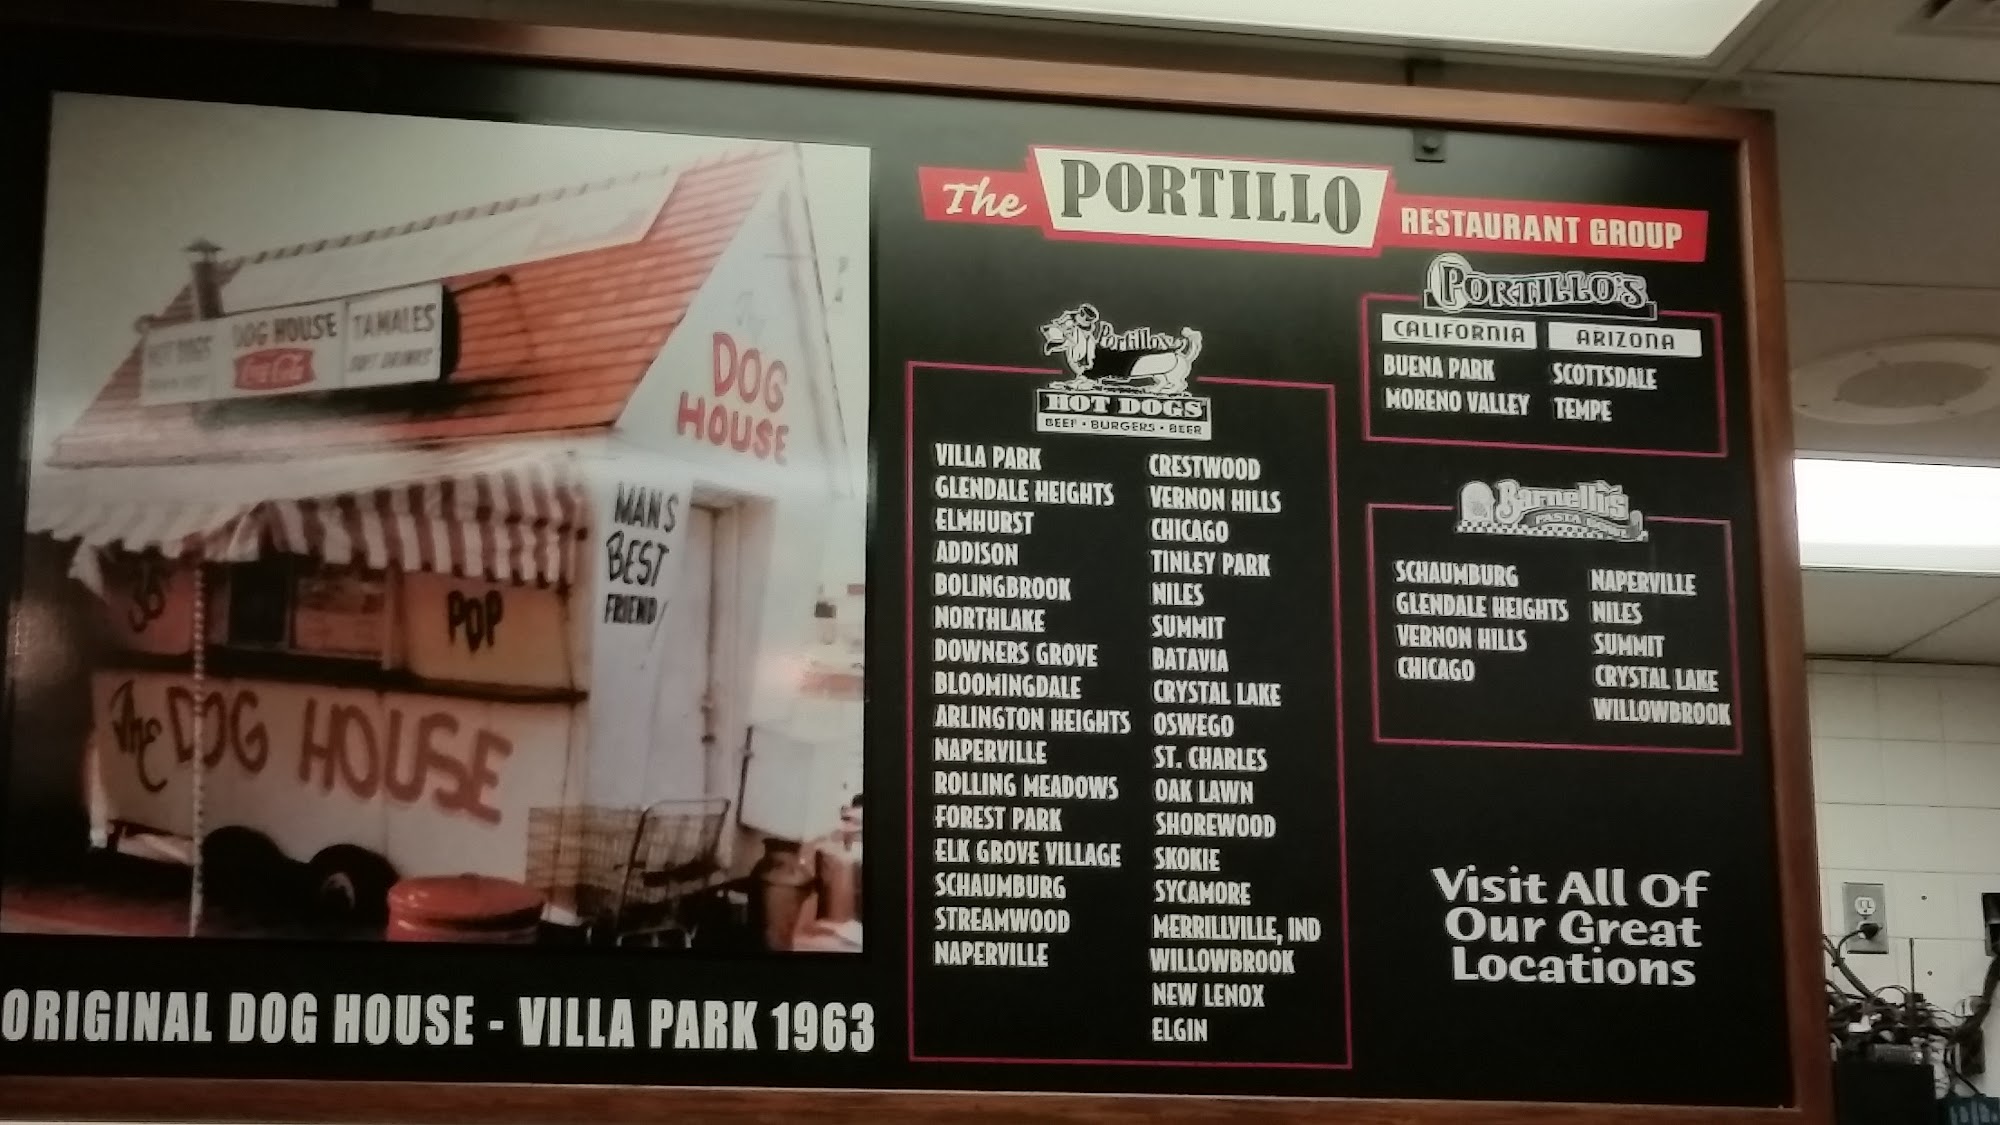 HOT DOGS
DOG HOUSE
Coca-Cola
TAMALES
SOFT DRINKS
The
DOG
HOUSE
MANS
BEST
FRIEND!
POP
The DOG HOUSE
ORIGINAL DOG HOUSE - VILLA PARK 1963
The PORTILLO RESTAURANT GROUP
Portillo's
HOT DOGS
BEEF • BURGERS • BEER
VILLA PARK
GLENDALE HEIGHTS
ELMHURST
ADDISON
BOLINGBROOK
NORTHLAKE
DOWNERS GROVE
BLOOMINGDALE
ARLINGTON HEIGHTS
NAPERVILLE
ROLLING MEADOWS
FOREST PARK
ELK GROVE VILLAGE
SCHAUMBURG
STREAMWOOD
NAPERVILLE
CRESTWOOD
VERNON HILLS
CHICAGO
TINLEY PARK
NILES
SUMMIT
BATAVIA
CRYSTAL LAKE
OSWEGO
ST. CHARLES
OAK LAWN
SHOREWOOD
SKOKIE
SYCAMORE
MERRILLVILLE, IND
WILLOWBROOK
NEW LENOX
ELGIN
PORTILLO'S
CALIFORNIA
BUENA PARK
MORENO VALLEY
ARIZONA
SCOTTSDALE
TEMPE
Barnelli's
PASTA BOWL
SCHAUMBURG
GLENDALE HEIGHTS
VERNON HILLS
CHICAGO
NAPERVILLE
NILES
SUMMIT
CRYSTAL LAKE
WILLOWBROOK
Visit All Of
Our Great
Locations